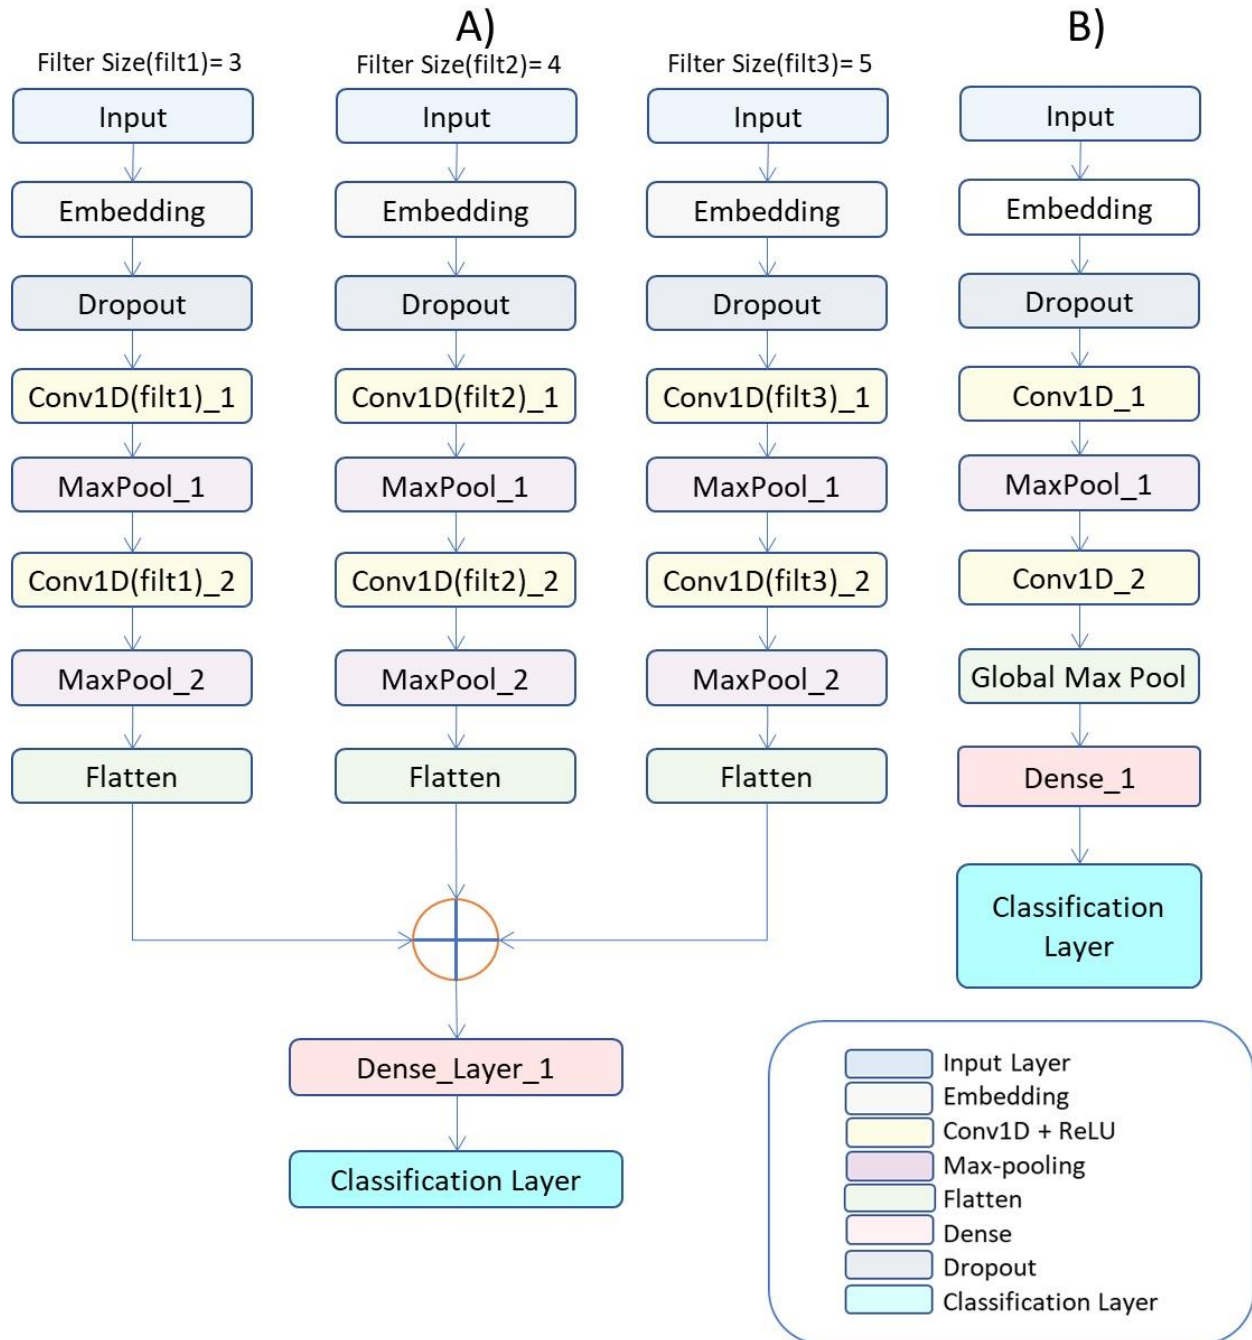 A)
B)
Filter Size(filt1)= 3
Filter Size(filt2)= 4
Filter Size(filt3)= 5
Input
Input
Input
Input
Embedding
Embedding
Embedding
Embedding
Dropout
Dropout
Dropout
Dropout
Conv1D(filt1)_1
Conv1D(filt2)_1
Conv1D(filt3)_1
Conv1D_1
MaxPool_1
MaxPool_1
MaxPool_1
MaxPool_1
Conv1D(filt1)_2
Conv1D(filt2)_2
Conv1D(filt3)_2
Conv1D_2
MaxPool_2
MaxPool_2
MaxPool_2
Global Max Pool
Flatten
Flatten
Flatten
Dense_1
Classification
Layer
Dense_Layer_1
Classification Layer
Input Layer
Embedding
Conv1D + ReLU
Max-pooling
Flatten
Dense
Dropout
Classification Layer